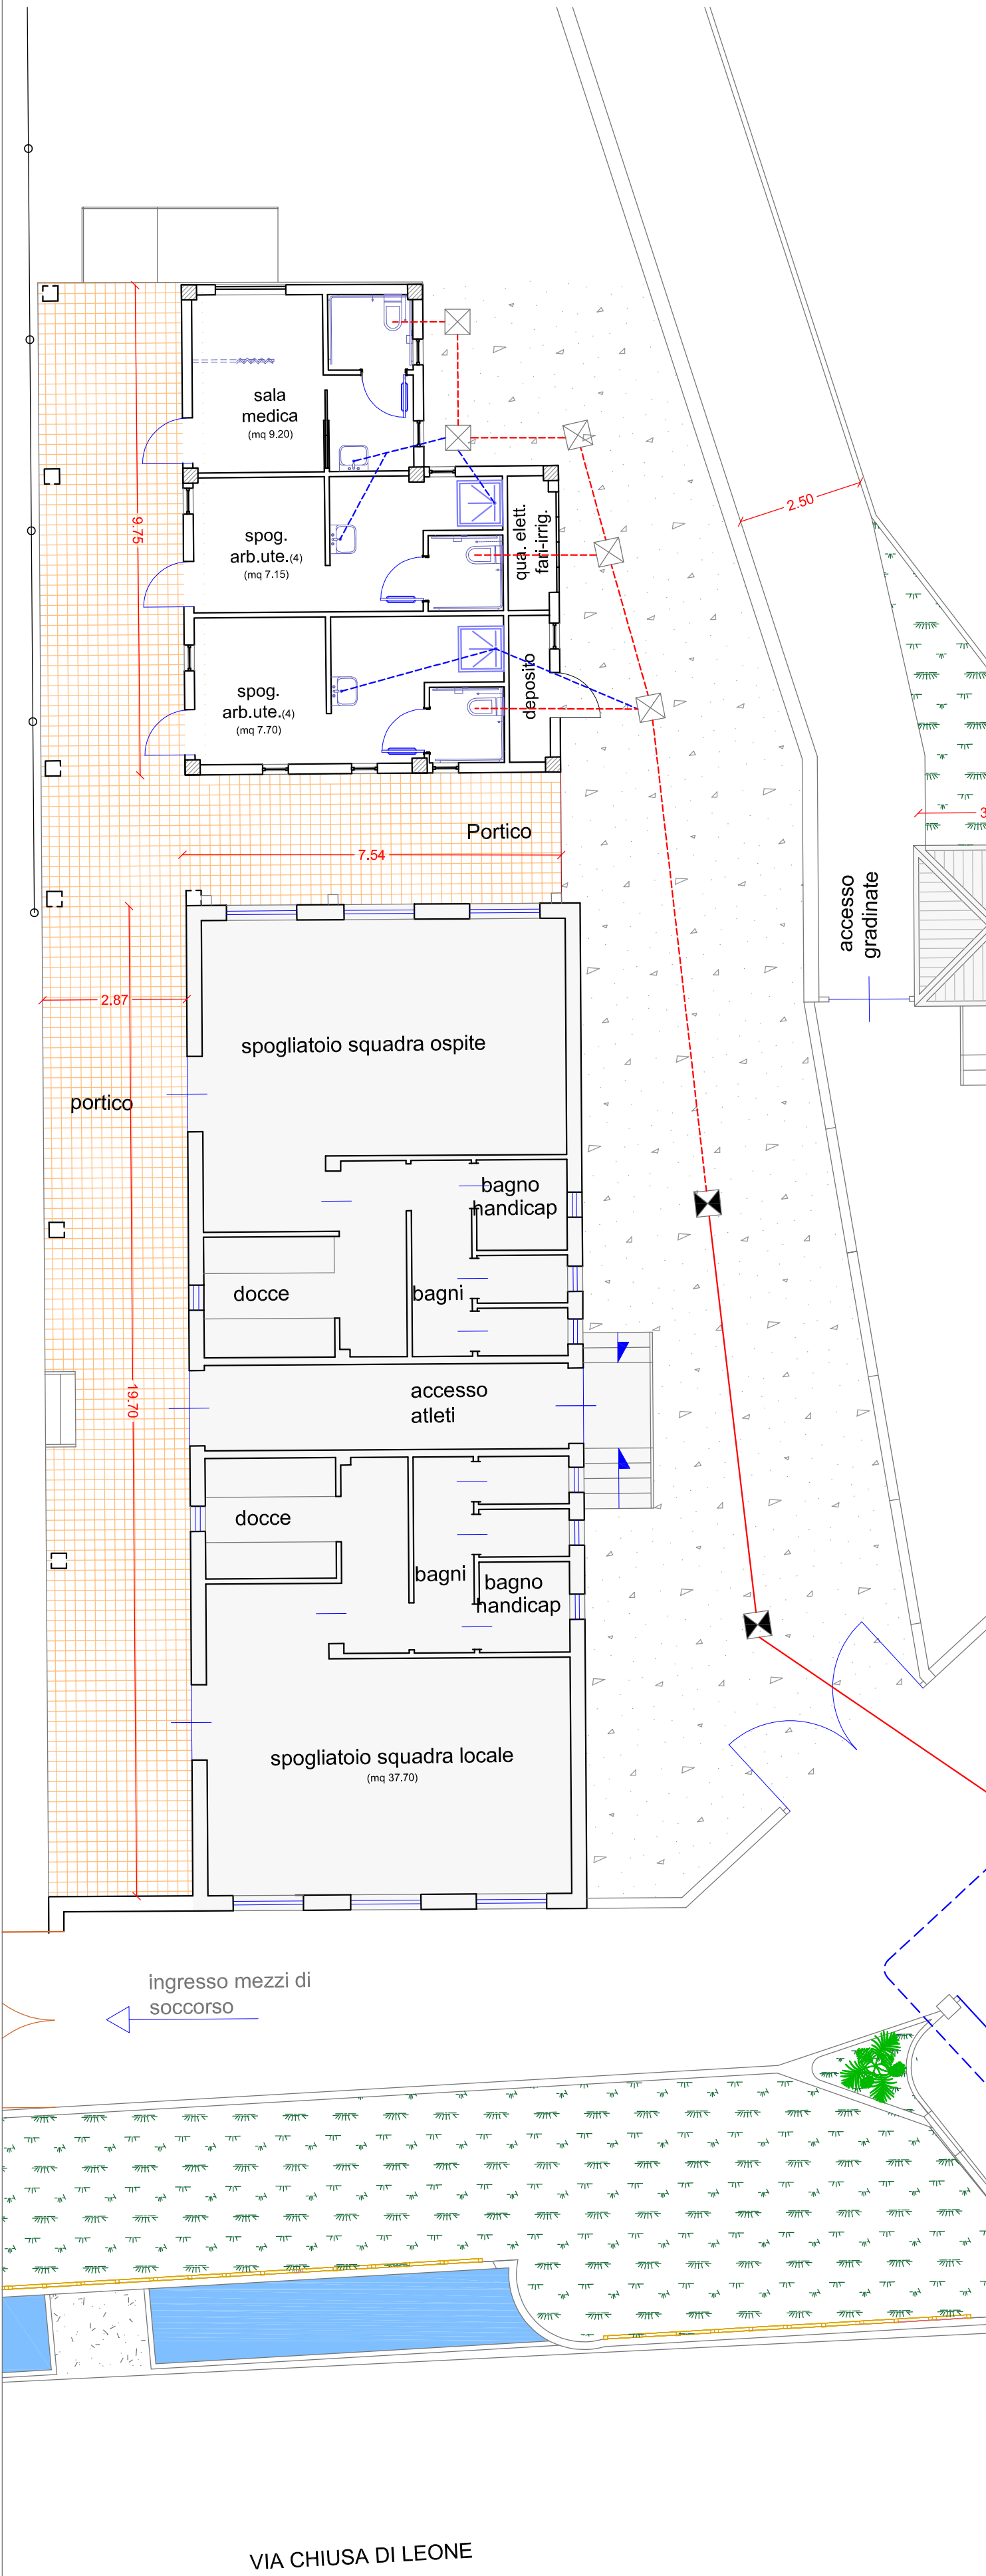 sala
medica
(mq 9.20)
9.75
spog.
arb.ute.(4)
(mq 7.15)
qua. elett.
fari-irrig.
2.50
spog.
arb.ute.(4)
(mq 7.70)
deposito
3
Portico
7.54
accesso
gradinate
2.87
spogliatoio squadra ospite
portico
bagno
handicap
docce
bagni
19.70
accesso
atleti
docce
bagni
bagno
handicap
spogliatoio squadra locale
(mq 37.70)
ingresso mezzi di
soccorso
VIA CHIUSA DI LEONE